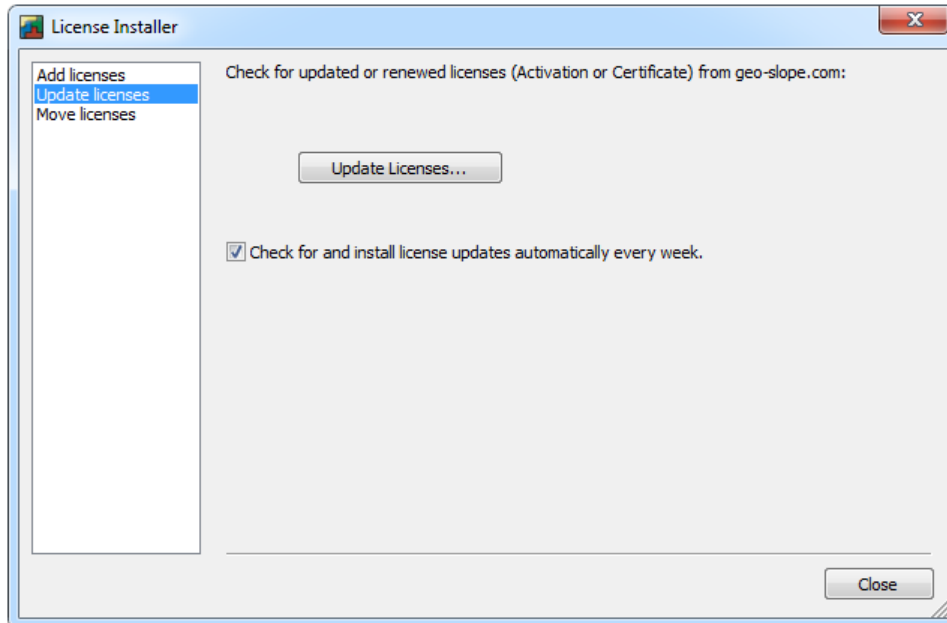 License Installer
Add licenses
Update licenses
Move licenses
Check for updated or renewed licenses (Activation or Certificate) from geo-slope.com:
Update Licenses...
Check for and install license updates automatically every week.
Close